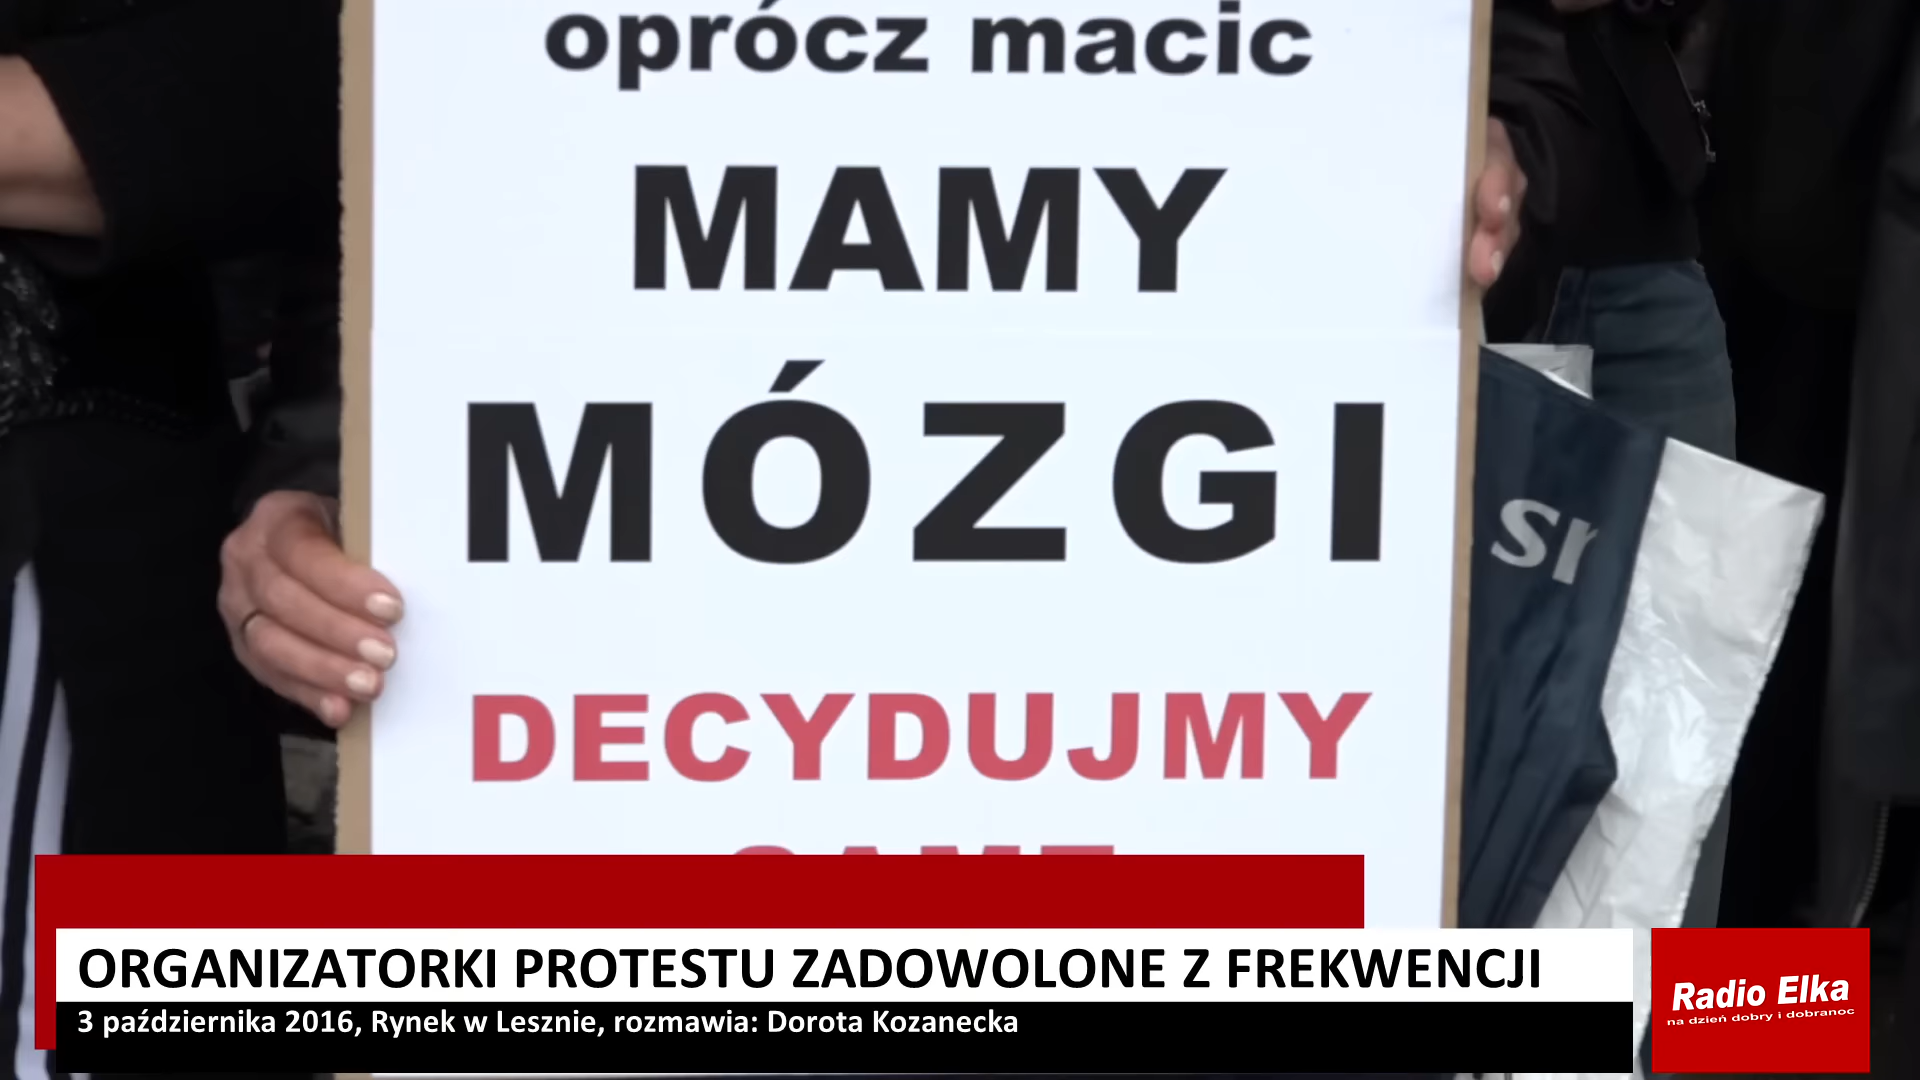 oprócz macic
MAMY
MÓZGI
sr
DECYDUJMY
ORGANIZATORKI PROTESTU ZADOWOLONE Z FREKWENCJI
3 października 2016, Rynek w Lesznie, rozmawia: Dorota Kozanecka
Radio Elka
na dzień dobry i dobranoc